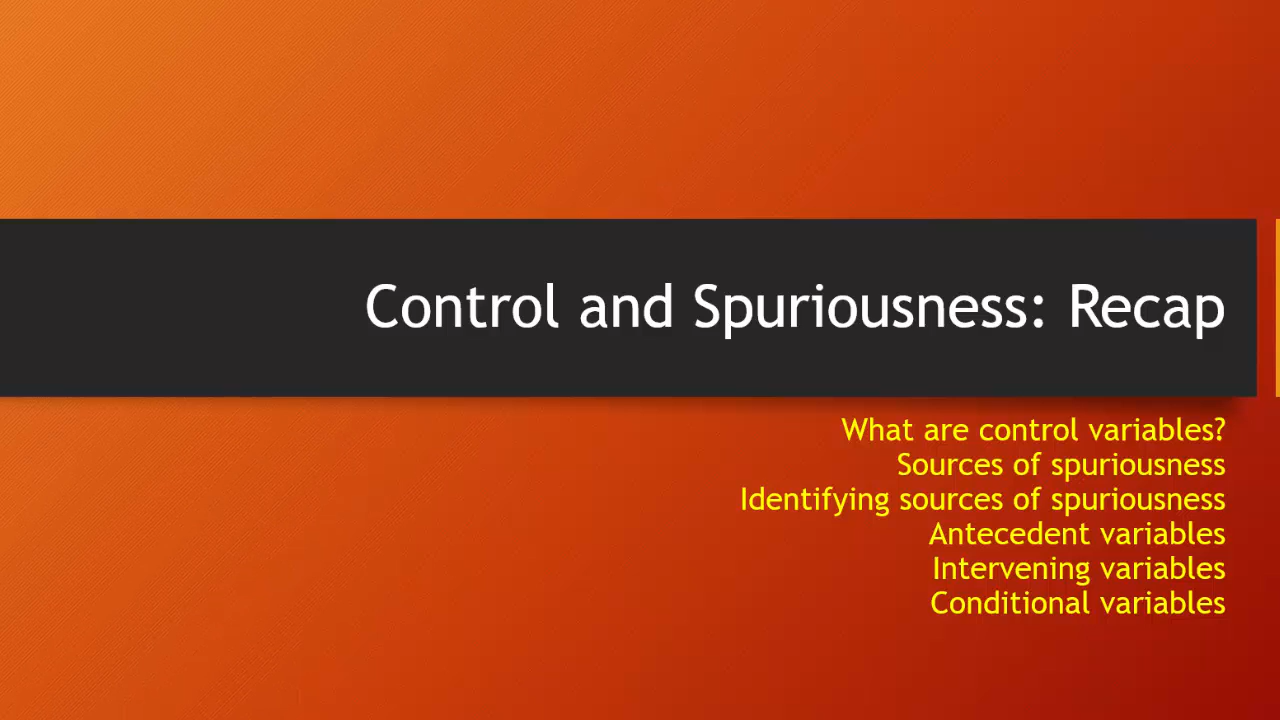 Control and Spuriousness: Recap
What are control variables?
Sources of spuriousness
Identifying sources of spuriousness
Antecedent variables
Intervening variables
Conditional variables